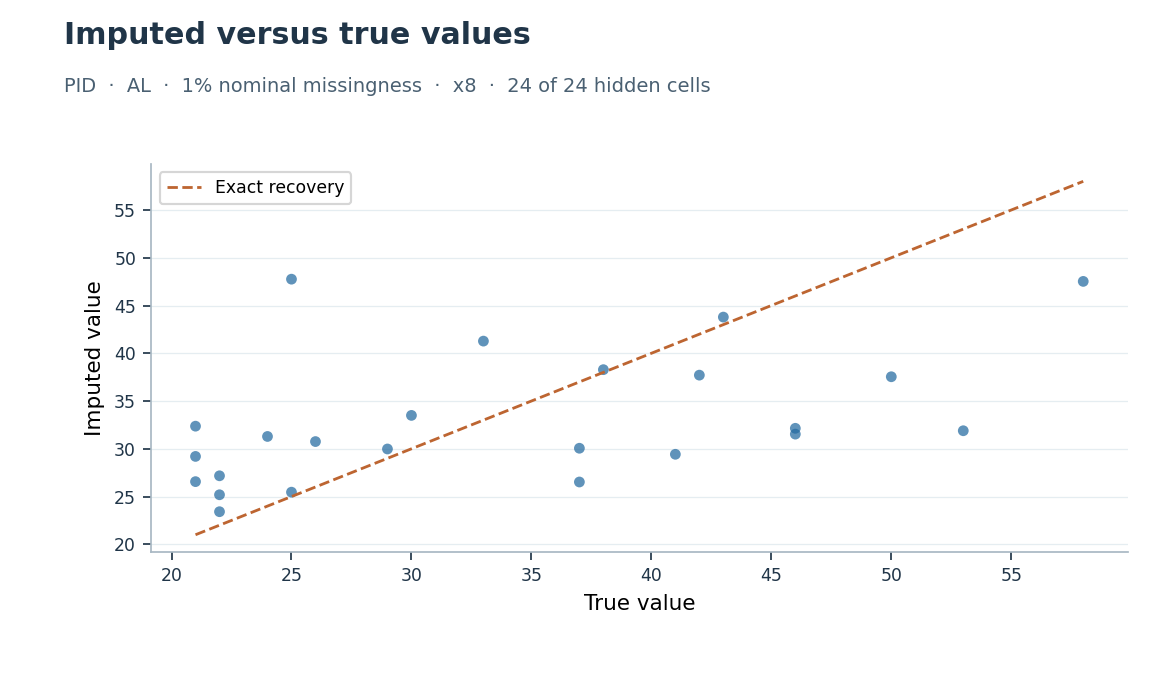 Imputed versus true values
PID · AL · 1% nominal missingness · x8 · 24 of 24 hidden cells
Exact recovery
55
50
45
40
35
30
25
20
Imputed value
20 25 30 35 40 45 50 55
True value